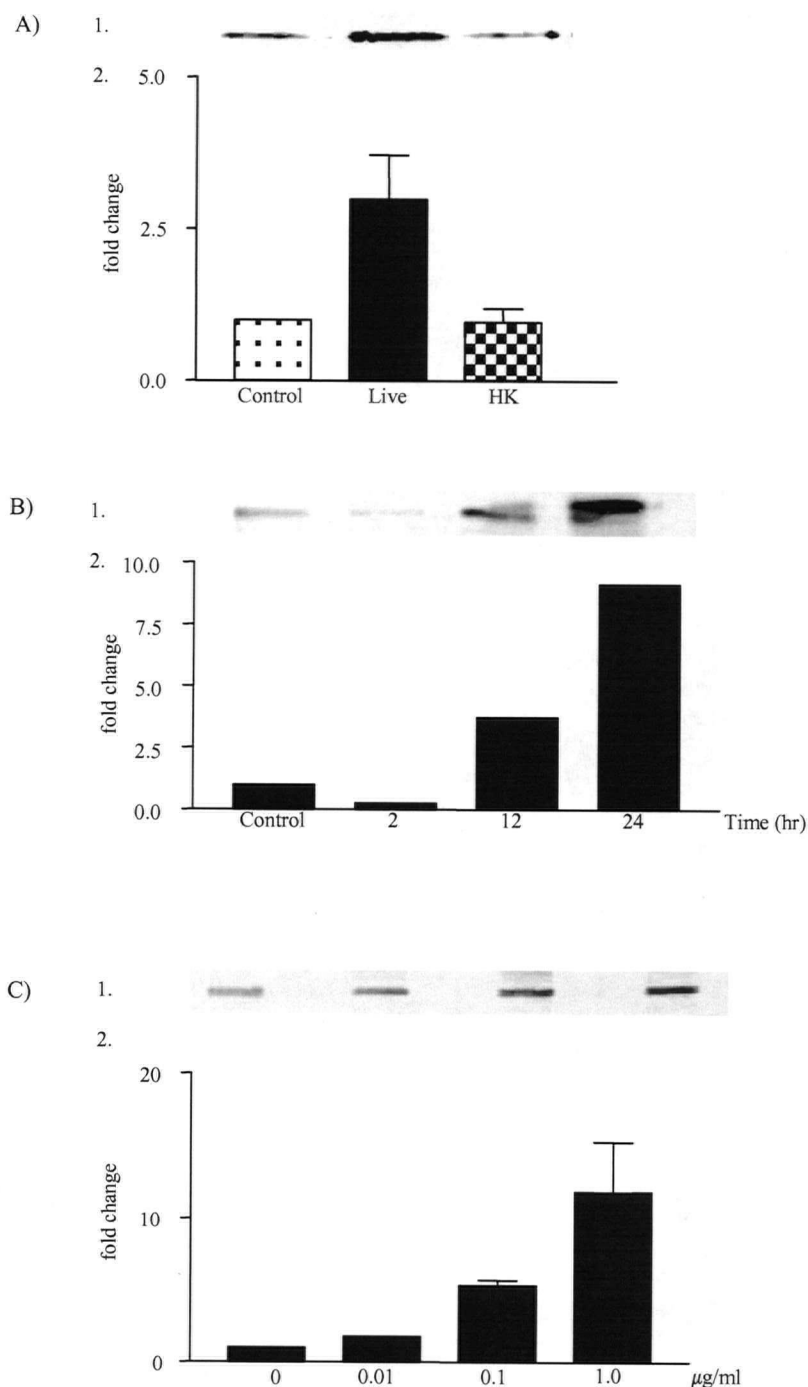 A)
1.
2.
5.0
2.5
0.0
fold change
Control Live HK
B)
1.
2.
10.0
7.5
5.0
2.5
0.0
fold change
Control 2 12 24 Time (hr)
C)
1.
2.
20
10
0
fold change
0 0.01 0.1 1.0 µg/ml